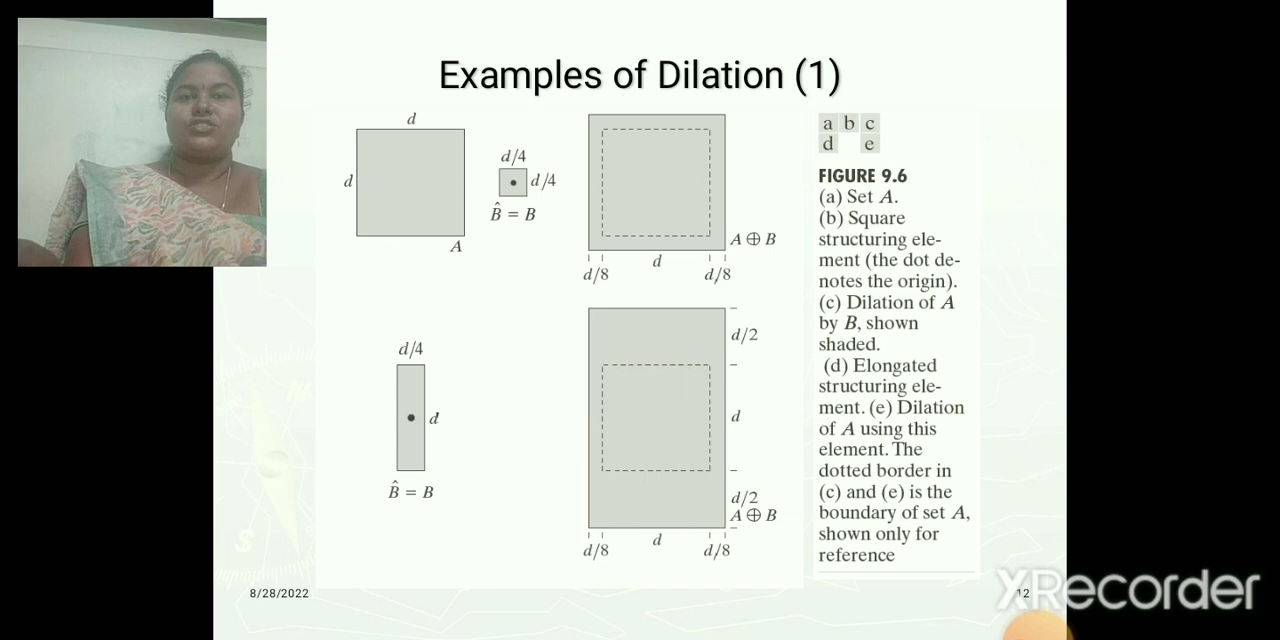 Examples of Dilation (1)
d
d
A
d/4
d/4
B̂ = B
A ⊕ B
d/8
d
d/8
d/4
d
B̂ = B
d/2
d
d/2
A ⊕ B
d/8
d
d/8
a b c
d e
FIGURE 9.6
(a) Set A.
(b) Square
structuring ele-
ment (the dot de-
notes the origin).
(c) Dilation of A
by B, shown
shaded.
(d) Elongated
structuring ele-
ment. (e) Dilation
of A using this
element. The
dotted border in
(c) and (e) is the
boundary of set A,
shown only for
reference
8/28/2022
12
XRecorder